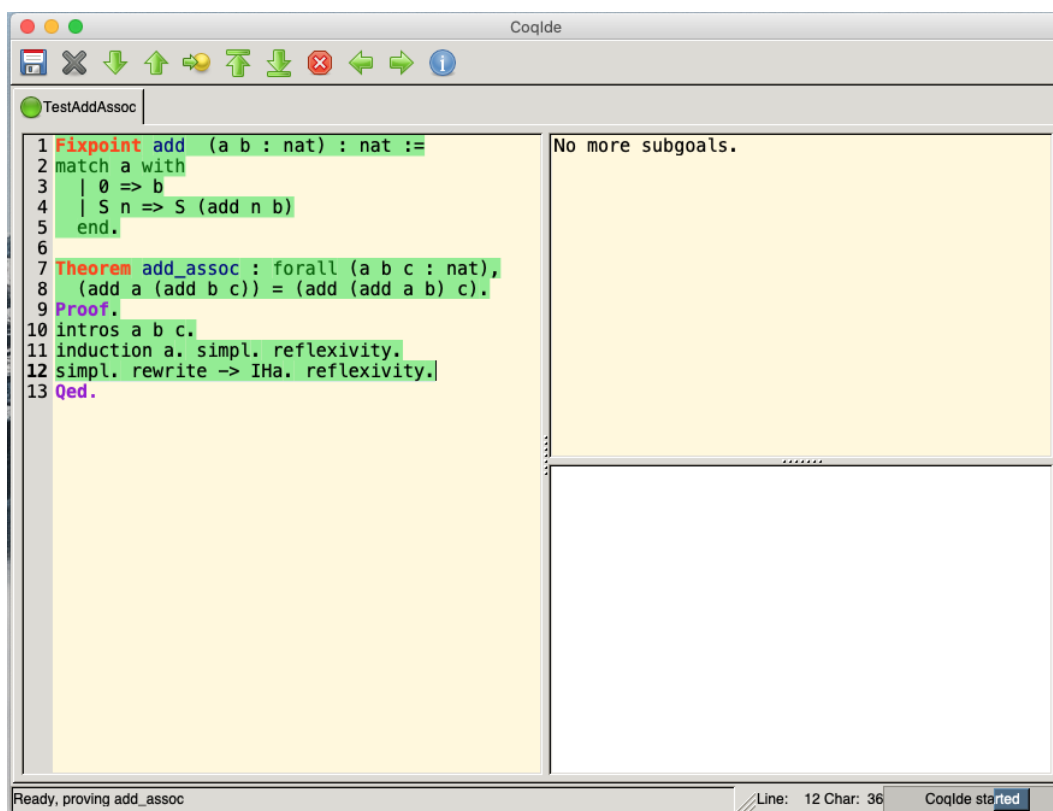 CoqIde
TestAddAssoc
1 Fixpoint add  (a b : nat) : nat :=
2 match a with
3   | 0 => b
4   | S n => S (add n b)
5   end.
6
7 Theorem add_assoc : forall (a b c : nat),
8   (add a (add b c)) = (add (add a b) c).
9 Proof.
10 intros a b c.
11 induction a. simpl. reflexivity.
12 simpl. rewrite -> IHa. reflexivity.
13 Qed.
No more subgoals.
Ready, proving add_assoc
Line: 12 Char: 36
CoqIde started